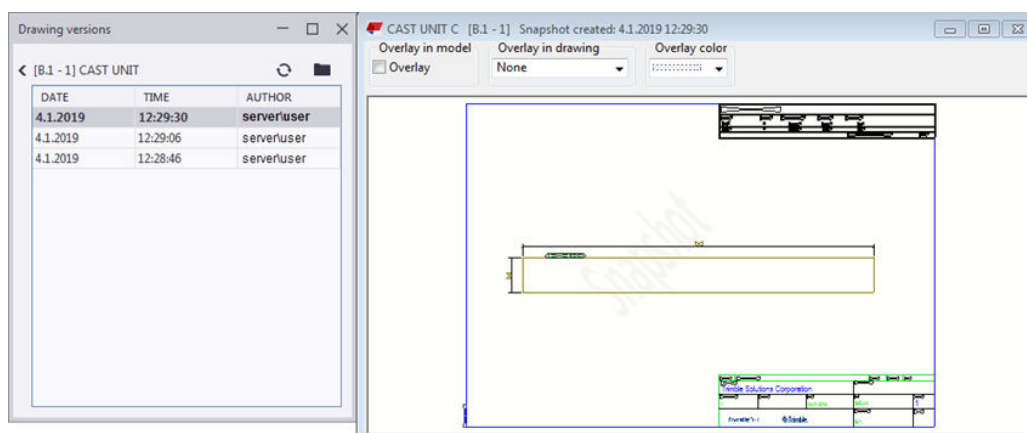 Drawing versions
[B.1 - 1] CAST UNIT
DATE TIME AUTHOR
4.1.2019 12:29:30 server\user
4.1.2019 12:29:06 server\user
4.1.2019 12:28:46 server\user
CAST UNIT C [B.1 - 1] Snapshot created: 4.1.2019 12:29:30
Overlay in model Overlay in drawing Overlay color
Overlay None
Snapshot
Trimble Solutions Corporation
1
Trimble.